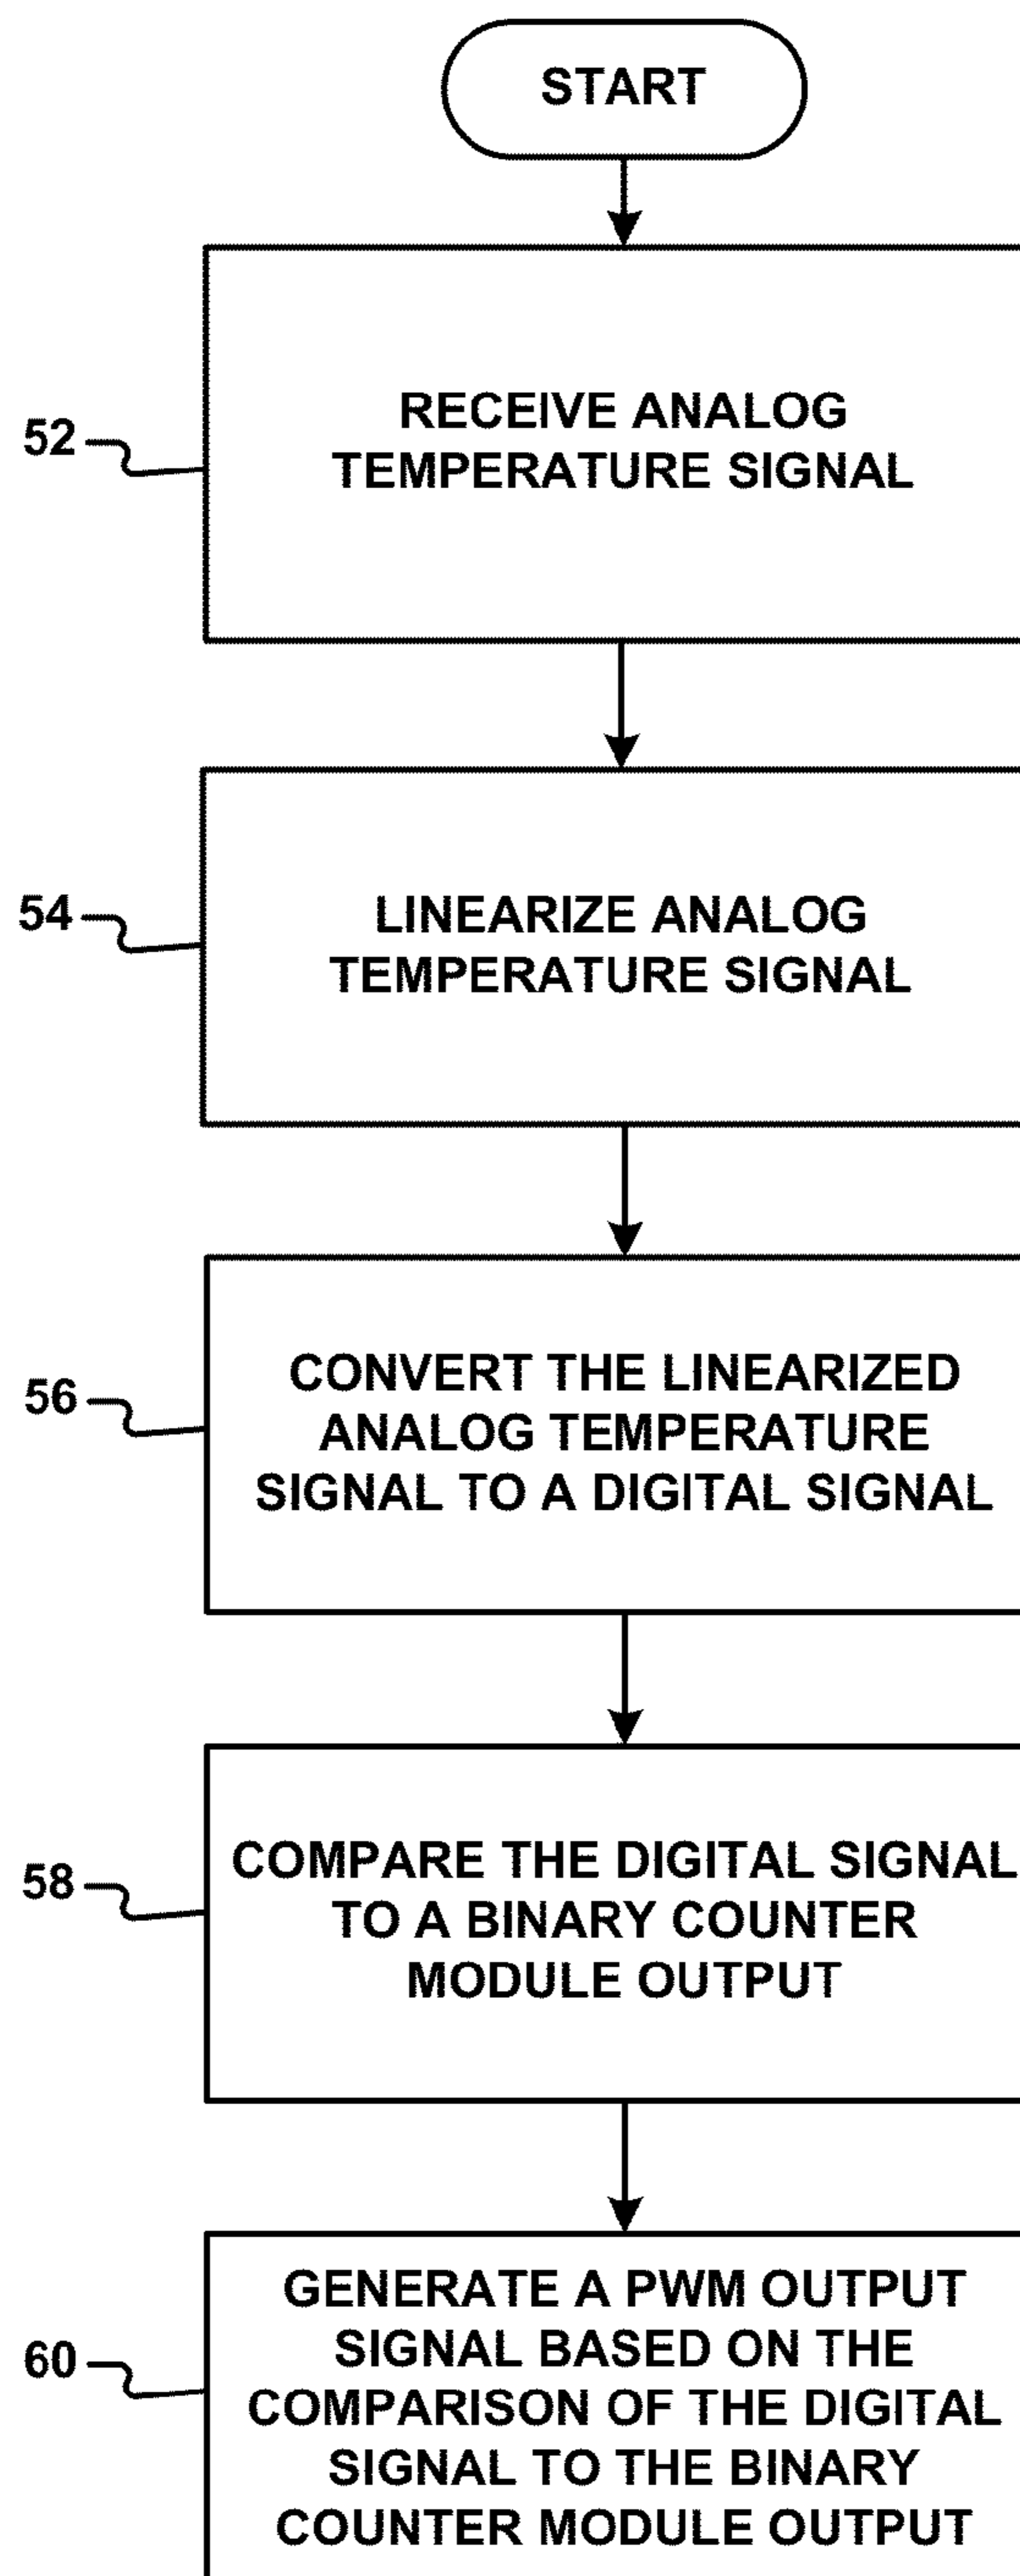 START
RECEIVE ANALOG
TEMPERATURE SIGNAL
52
LINEARIZE ANALOG
TEMPERATURE SIGNAL
54
CONVERT THE LINEARIZED
ANALOG TEMPERATURE
SIGNAL TO A DIGITAL SIGNAL
56
COMPARE THE DIGITAL SIGNAL
TO A BINARY COUNTER
MODULE OUTPUT
58
GENERATE A PWM OUTPUT
SIGNAL BASED ON THE
COMPARISON OF THE DIGITAL
SIGNAL TO THE BINARY
COUNTER MODULE OUTPUT
60